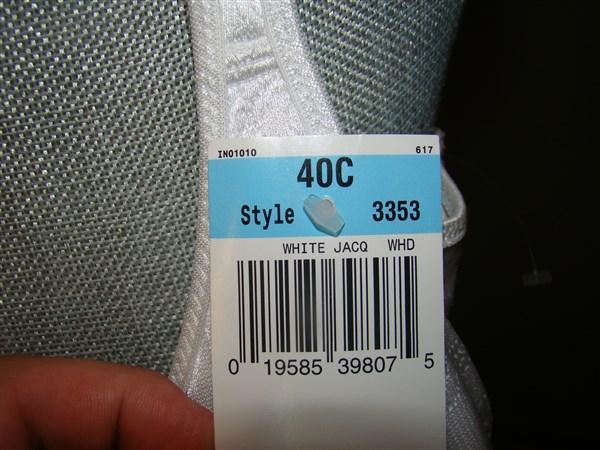 IN01010 617
40C
Style 3353
WHITE JACQ WHD
0 19585 39807 5